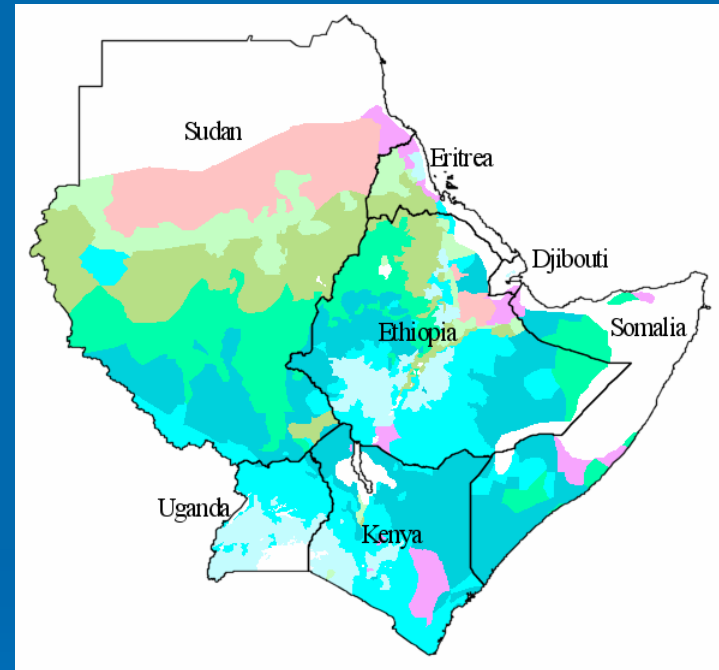 Sudan
Eritrea
Djibouti
Ethiopia
Somalia
Uganda
Kenya